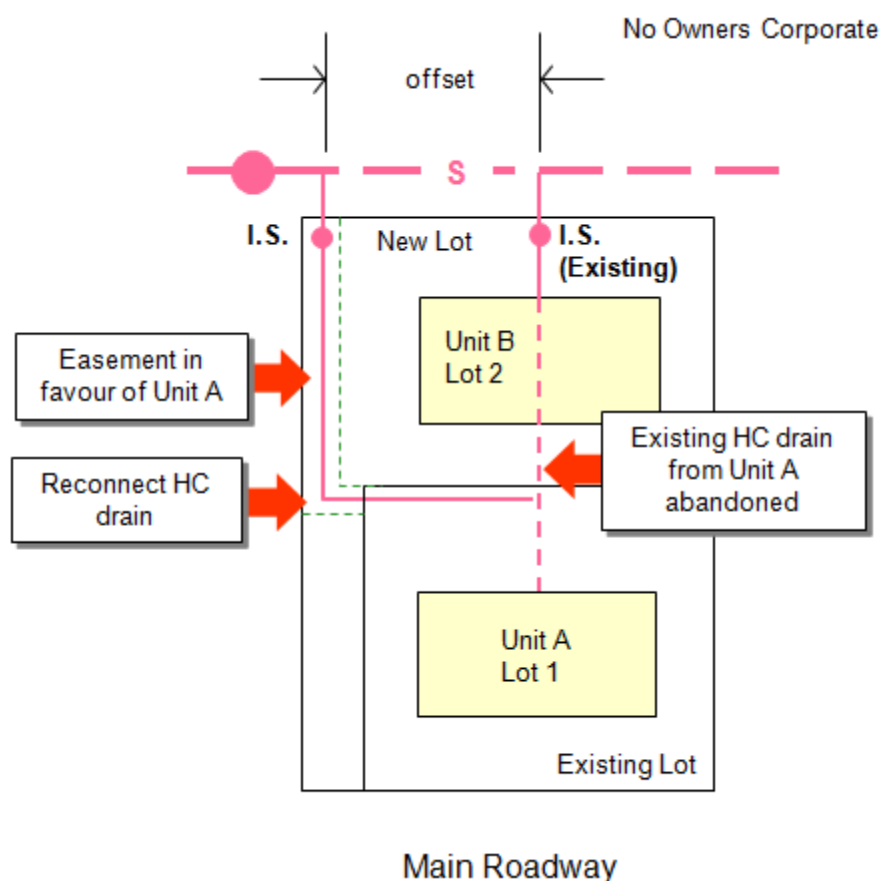 No Owners Corporate
offset
S
I.S.
New Lot
I.S.
(Existing)
Easement in
favour of Unit A
Unit B
Lot 2
Reconnect HC
drain
Existing HC drain
from Unit A
abandoned
Unit A
Lot 1
Existing Lot
Main Roadway